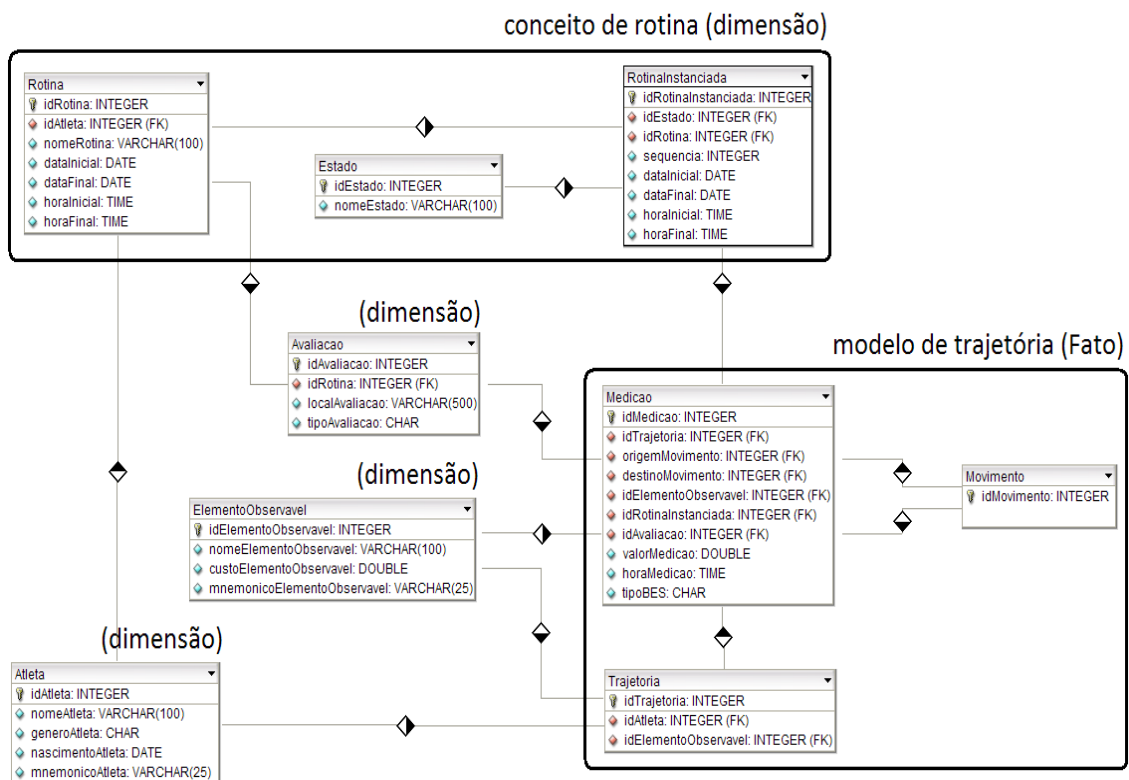 conceito de rotina (dimensão)
Rotina
idRotina: INTEGER
idAtleta: INTEGER (FK)
nomeRotina: VARCHAR(100)
dataInicial: DATE
dataFinal: DATE
horaInicial: TIME
horaFinal: TIME
Estado
idEstado: INTEGER
nomeEstado: VARCHAR(100)
RotinaInstanciada
idRotinaInstanciada: INTEGER
idEstado: INTEGER (FK)
idRotina: INTEGER (FK)
sequencia: INTEGER
dataInicial: DATE
dataFinal: DATE
horaInicial: TIME
horaFinal: TIME
(dimensão)
Avaliacao
idAvaliacao: INTEGER
idRotina: INTEGER (FK)
localAvaliacao: VARCHAR(500)
tipoAvaliacao: CHAR
modelo de trajetória (Fato)
Medicao
idMedicao: INTEGER
idTrajetoria: INTEGER (FK)
origemMovimento: INTEGER (FK)
destinoMovimento: INTEGER (FK)
idElementoObservavel: INTEGER (FK)
idRotinaInstanciada: INTEGER (FK)
idAvaliacao: INTEGER (FK)
valorMedicao: DOUBLE
horaMedicao: TIME
tipoBES: CHAR
Movimento
idMovimento: INTEGER
(dimensão)
ElementoObservavel
idElementoObservavel: INTEGER
nomeElementoObservavel: VARCHAR(100)
custoElementoObservavel: DOUBLE
mnemonicoElementoObservavel: VARCHAR(25)
(dimensão)
Atleta
idAtleta: INTEGER
nomeAtleta: VARCHAR(100)
generoAtleta: CHAR
nascimentoAtleta: DATE
mnemonicoAtleta: VARCHAR(25)
Trajetoria
idTrajetoria: INTEGER
idAtleta: INTEGER (FK)
idElementoObservavel: INTEGER (FK)